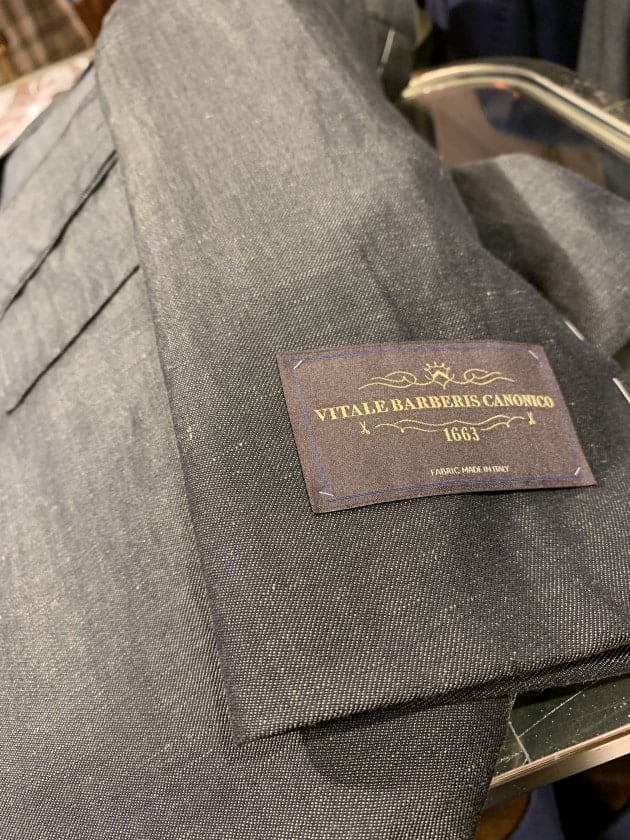 VITALE BARBERIS CANONICO
1663
FABRIC MADE IN ITALY